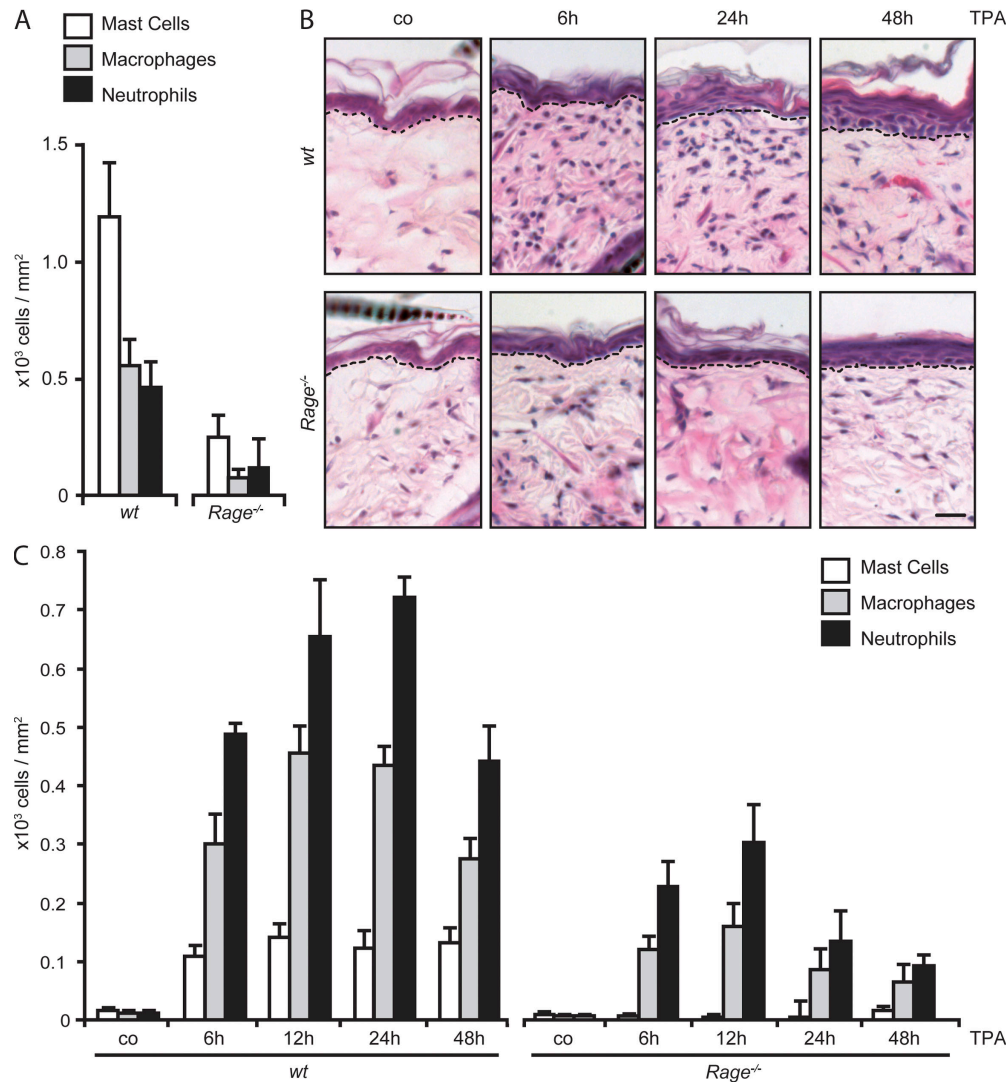 A
Mast Cells
Macrophages
Neutrophils
x10³ cells / mm²
1.5
1.0
0.5
0
wt
Rage-/-
B
co 6h 24h 48h TPA
wt
Rage-/-
C
Mast Cells
Macrophages
Neutrophils
x10³ cells / mm²
0.8
0.7
0.6
0.5
0.4
0.3
0.2
0.1
0
co 6h 12h 24h 48h co 6h 12h 24h 48h TPA
wt Rage-/-